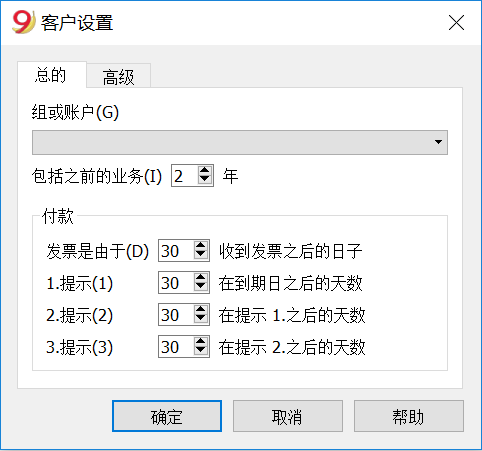 9 客户设置
总的 高级
组或账户(G)
包括之前的业务(I) 2 年
付款
发票是由于(D) 30 收到发票之后的日子
1.提示(1) 30 在到期日之后的天数
2.提示(2) 30 在提示 1.之后的天数
3.提示(3) 30 在提示 2.之后的天数
确定 取消 帮助